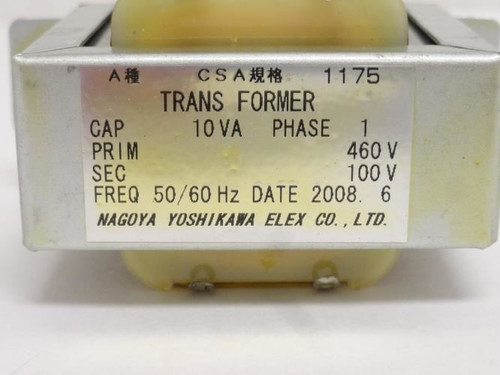 A種 CSA規格 1175
TRANS FORMER
CAP 10VA PHASE 1
PRIM 460V
SEC 100V
FREQ 50/60Hz DATE 2008. 6
NAGOYA YOSHIKAWA ELEX CO.,LTD.